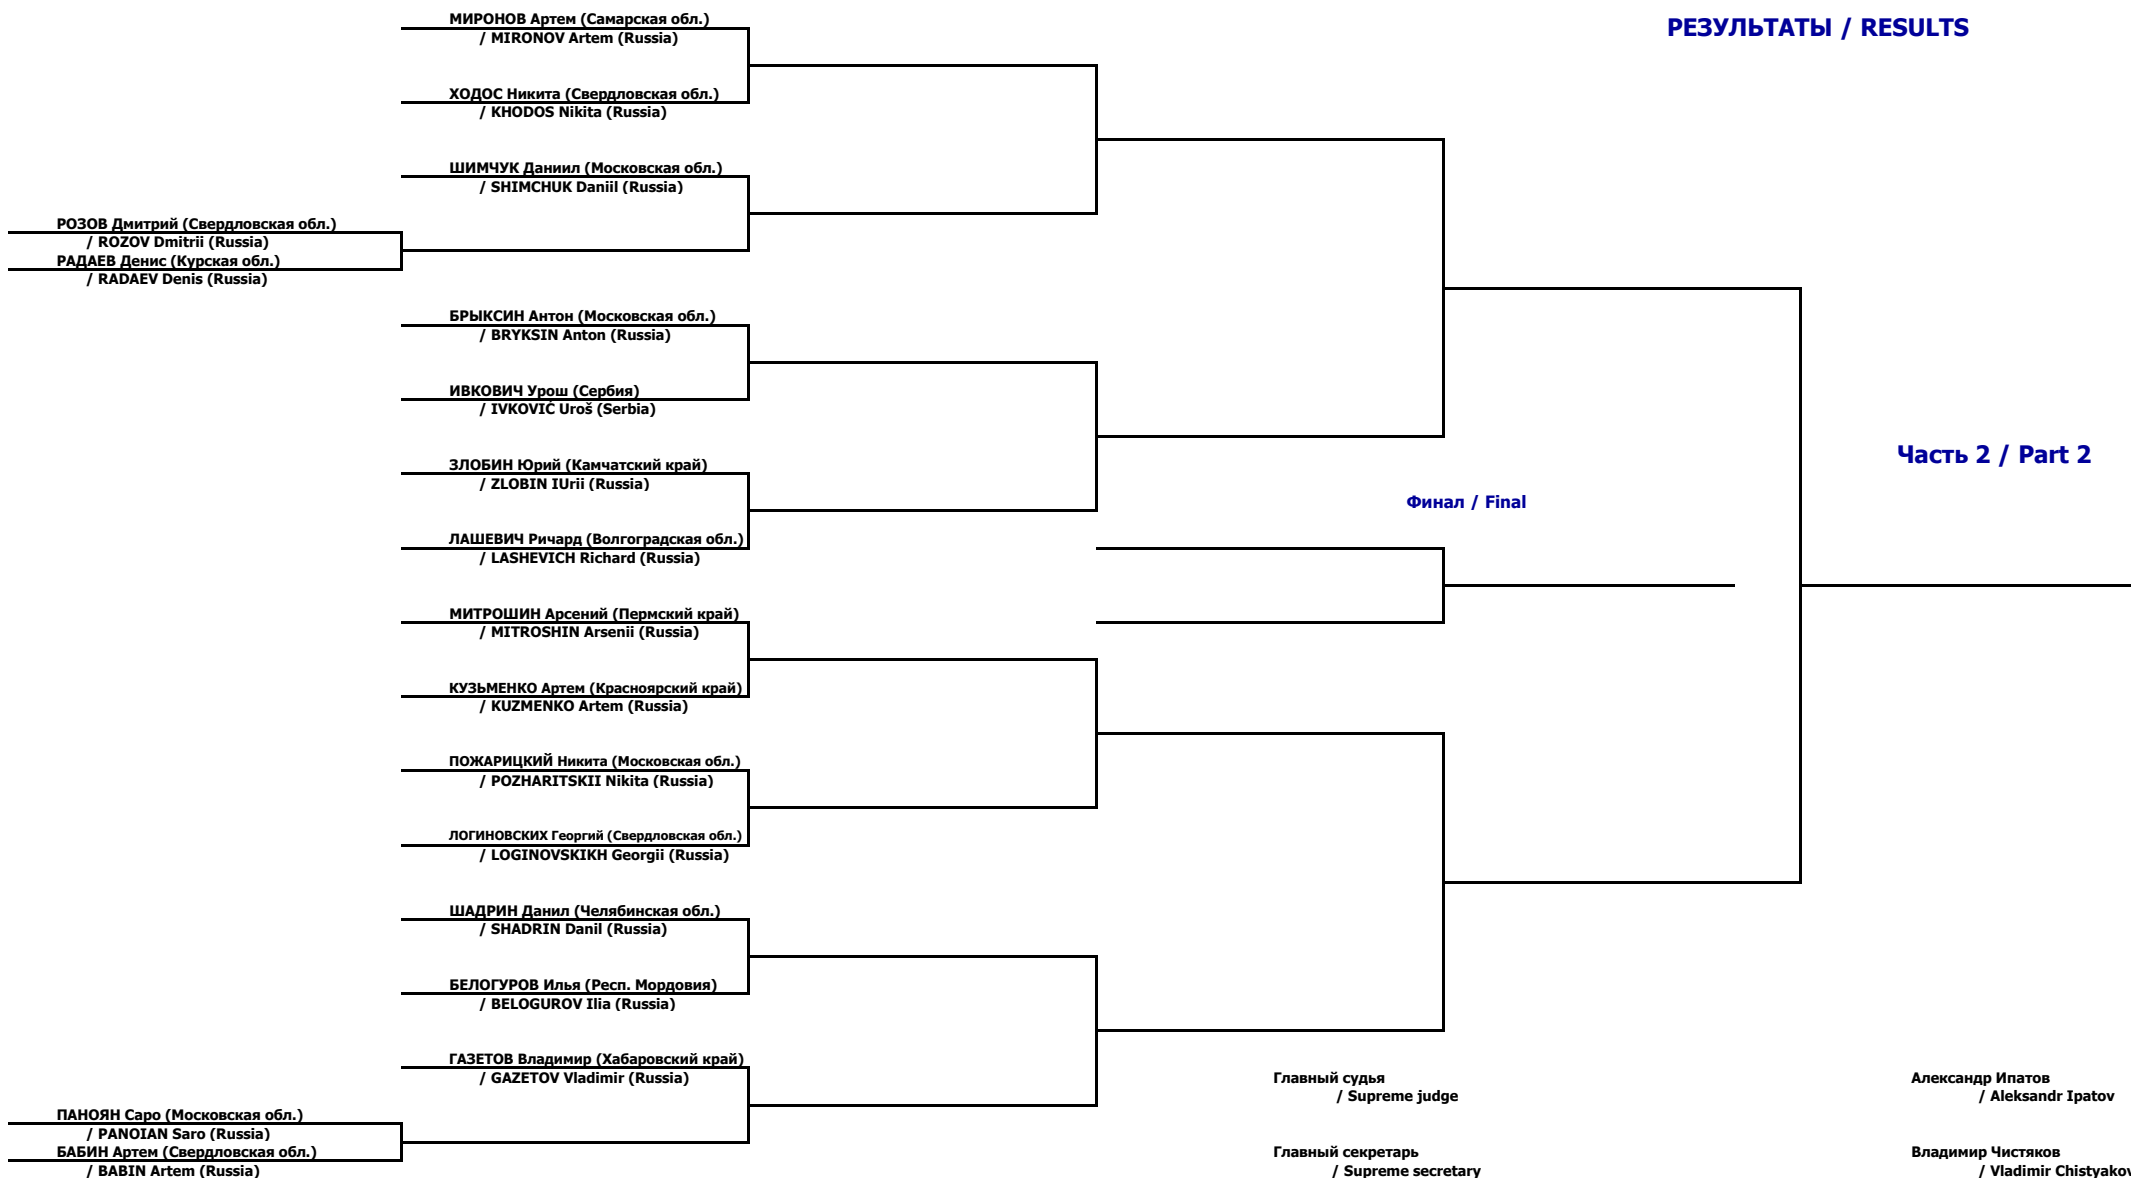 РЕЗУЛЬТАТЫ / RESULTS
МИРОНОВ Артем (Самарская обл.)
/ MIRONOV Artem (Russia)
ХОДОС Никита (Свердловская обл.)
/ KHODOS Nikita (Russia)
ШИМЧУК Даниил (Московская обл.)
/ SHIMCHUK Daniil (Russia)
РОЗОВ Дмитрий (Свердловская обл.)
/ ROZOV Dmitrii (Russia)
РАДАЕВ Денис (Курская обл.)
/ RADAEV Denis (Russia)
БРЫКСИН Антон (Московская обл.)
/ BRYKSIN Anton (Russia)
ИВКОВИЧ Урош (Сербия)
/ IVKOVIĆ Uroš (Serbia)
ЗЛОБИН Юрий (Камчатский край)
/ ZLOBIN IUrii (Russia)
Часть 2 / Part 2
Финал / Final
ЛАШЕВИЧ Ричард (Волгоградская обл.)
/ LASHEVICH Richard (Russia)
МИТРОШИН Арсений (Пермский край)
/ MITROSHIN Arsenii (Russia)
КУЗЬМЕНКО Артем (Красноярский край)
/ KUZMENKO Artem (Russia)
ПОЖАРИЦКИЙ Никита (Московская обл.)
/ POZHARITSKII Nikita (Russia)
ЛОГИНОВСКИХ Георгий (Свердловская обл.)
/ LOGINOVSKIKH Georgii (Russia)
ШАДРИН Данил (Челябинская обл.)
/ SHADRIN Danil (Russia)
БЕЛОГУРОВ Илья (Респ. Мордовия)
/ BELOGUROV Ilia (Russia)
ГАЗЕТОВ Владимир (Хабаровский край)
/ GAZETOV Vladimir (Russia)
ПАНОЯН Саро (Московская обл.)
/ PANOIAN Saro (Russia)
БАБИН Артем (Свердловская обл.)
/ BABIN Artem (Russia)
Главный судья
/ Supreme judge
Александр Ипатов
/ Aleksandr Ipatov
Главный секретарь
/ Supreme secretary
Владимир Чистяков
/ Vladimir Chistyakov